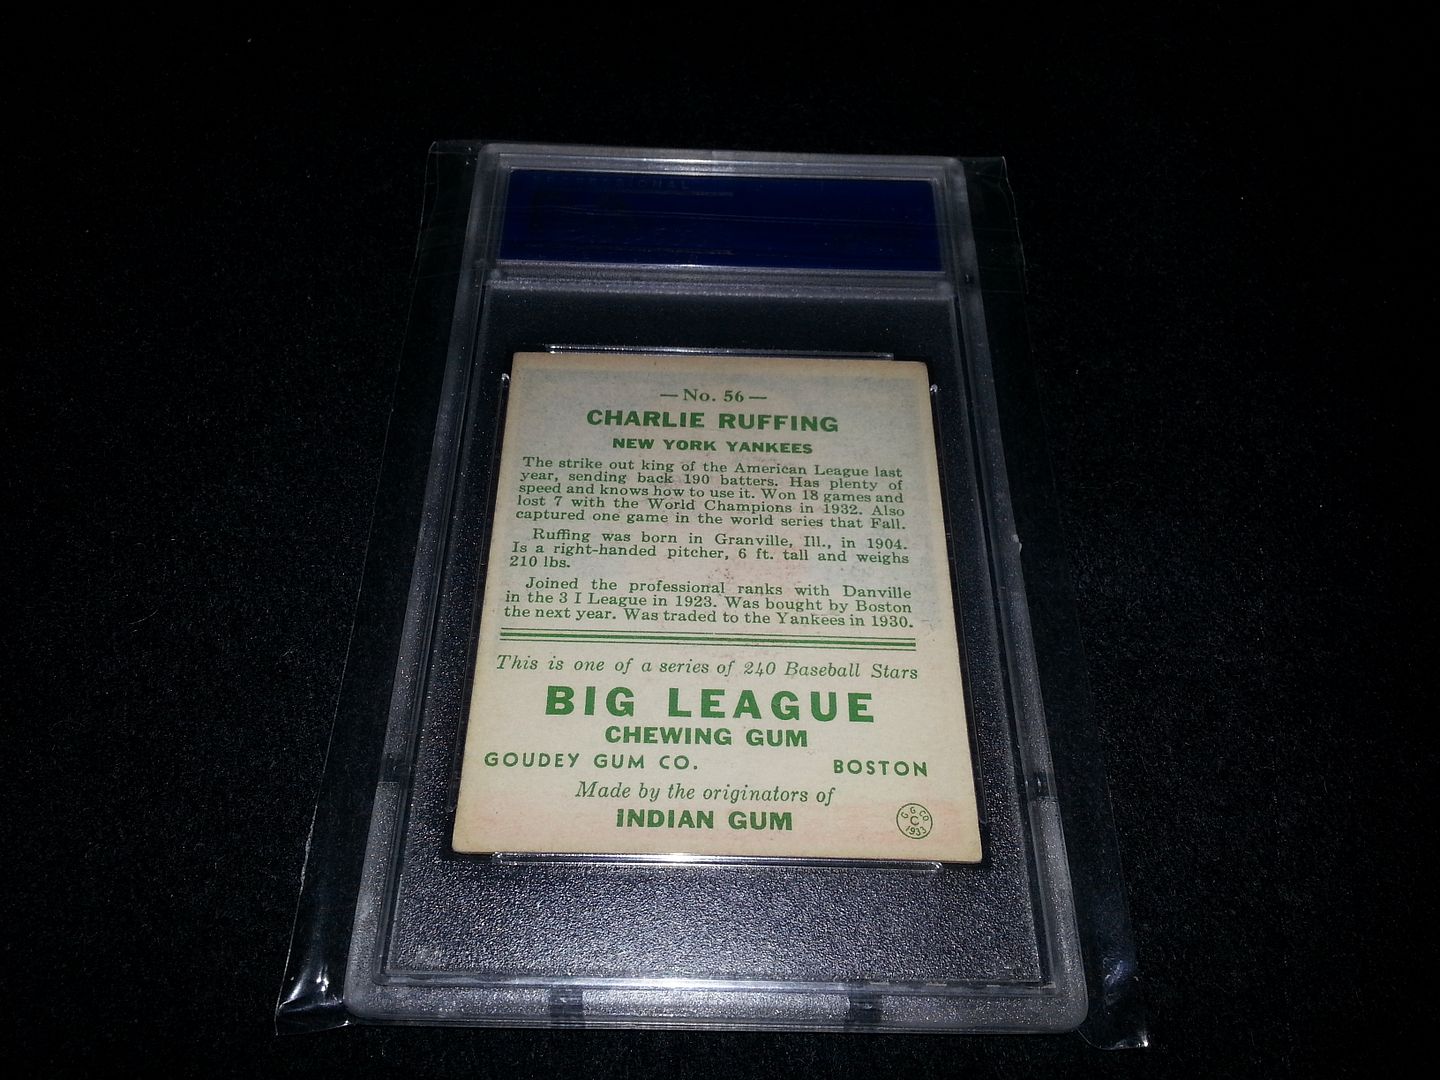 — No. 56 —
CHARLIE RUFFING
NEW YORK YANKEES
The strike out king of the American League last
year, sending back 190 batters. Has plenty of
speed and knows how to use it. Won 18 games and
lost 7 with the World Champions in 1932. Also
captured one game in the world series that Fall.
Ruffing was born in Granville, Ill., in 1904.
Is a right-handed pitcher, 6 ft. tall and weighs
210 lbs.
Joined the professional ranks with Danville
in the 3 I League in 1923. Was bought by Boston
the next year. Was traded to the Yankees in 1930.
This is one of a series of 240 Baseball Stars
BIG LEAGUE
CHEWING GUM
GOUDEY GUM CO. BOSTON
Made by the originators of
INDIAN GUM
G G CO
C
1933